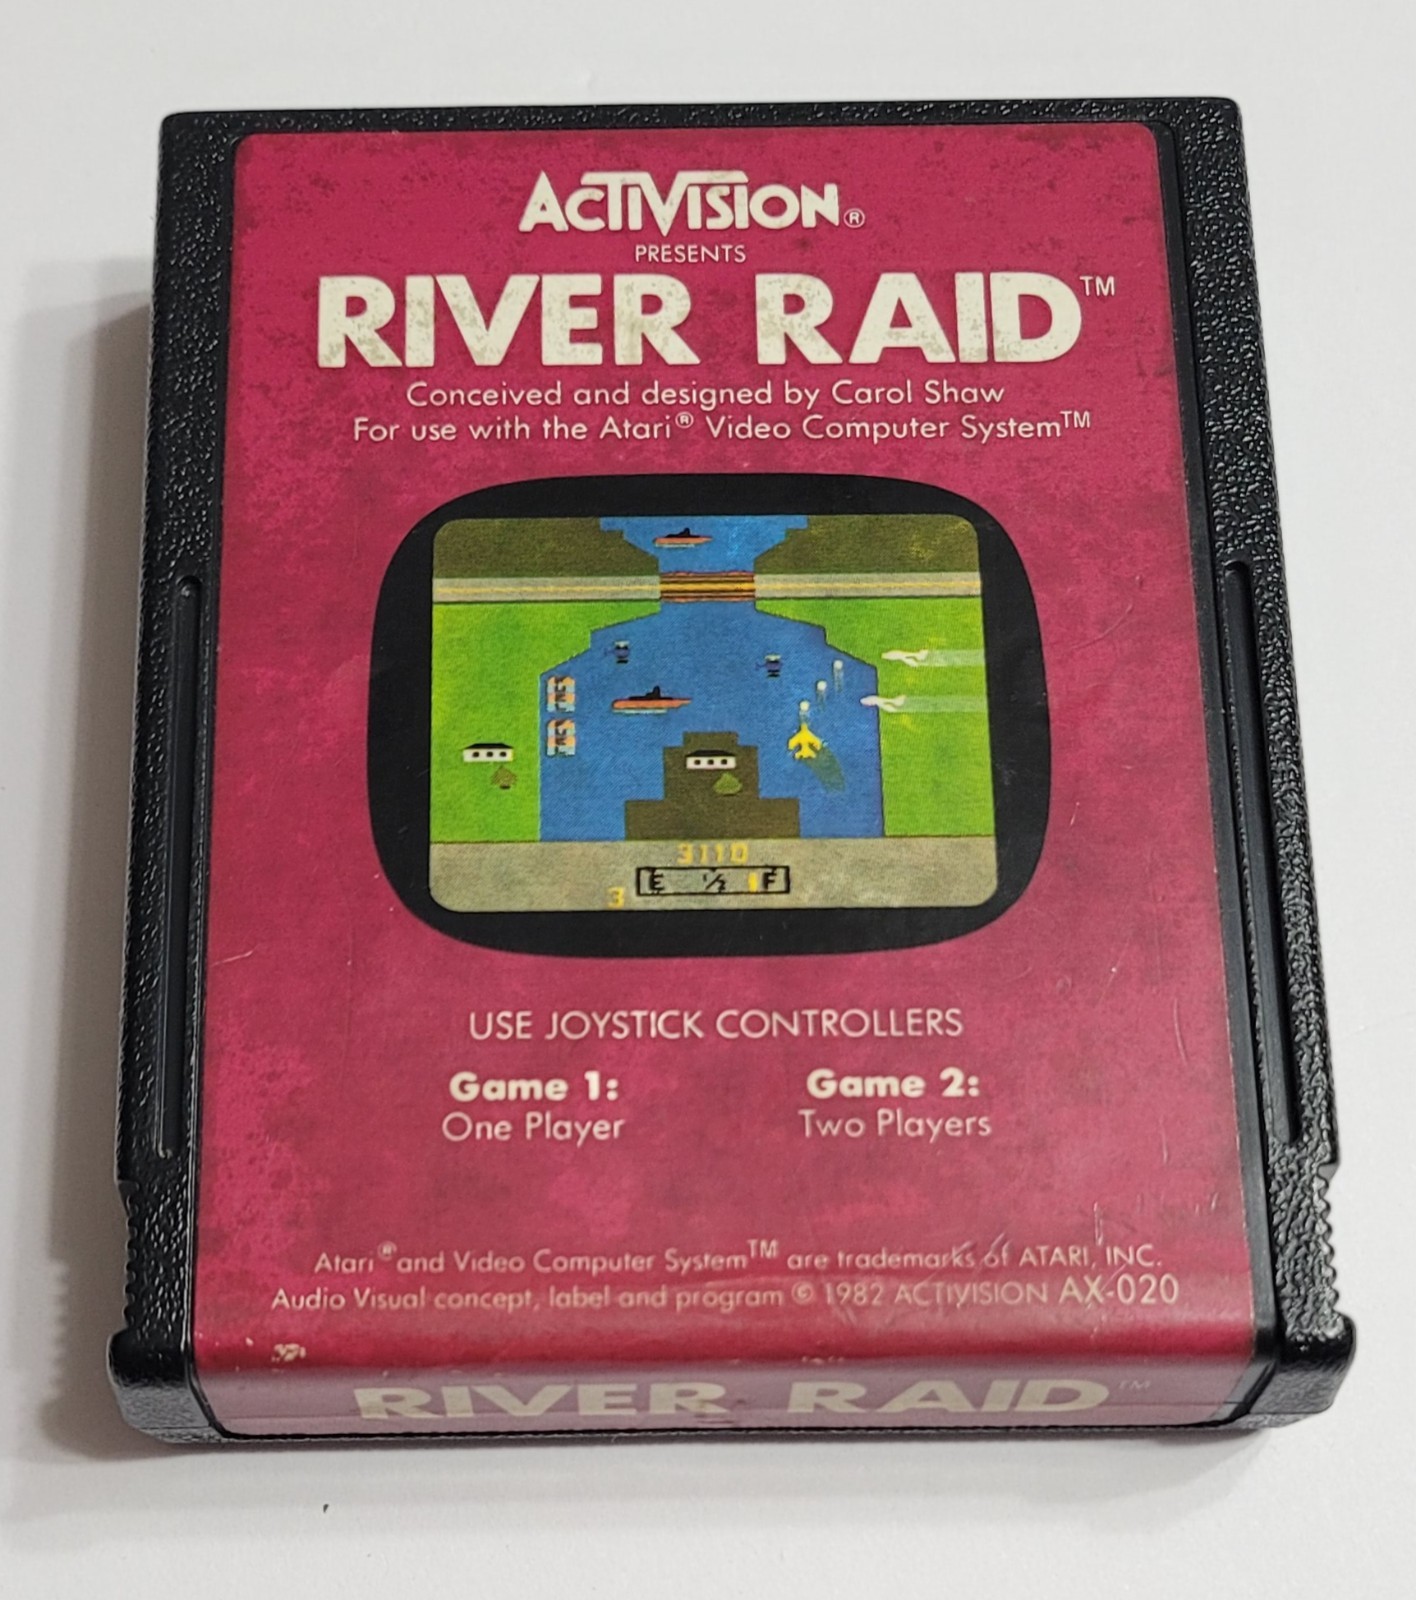 ACTIVISION®
PRESENTS
RIVER RAID™
Conceived and designed by Carol Shaw
For use with the Atari® Video Computer System™
3110
E ½ F
3
USE JOYSTICK CONTROLLERS
Game 1: Game 2:
One Player Two Players
Atari® and Video Computer System™ are trademarks of ATARI, INC.
Audio Visual concept, label and program © 1982 ACTIVISION AX-020
RIVER RAID™